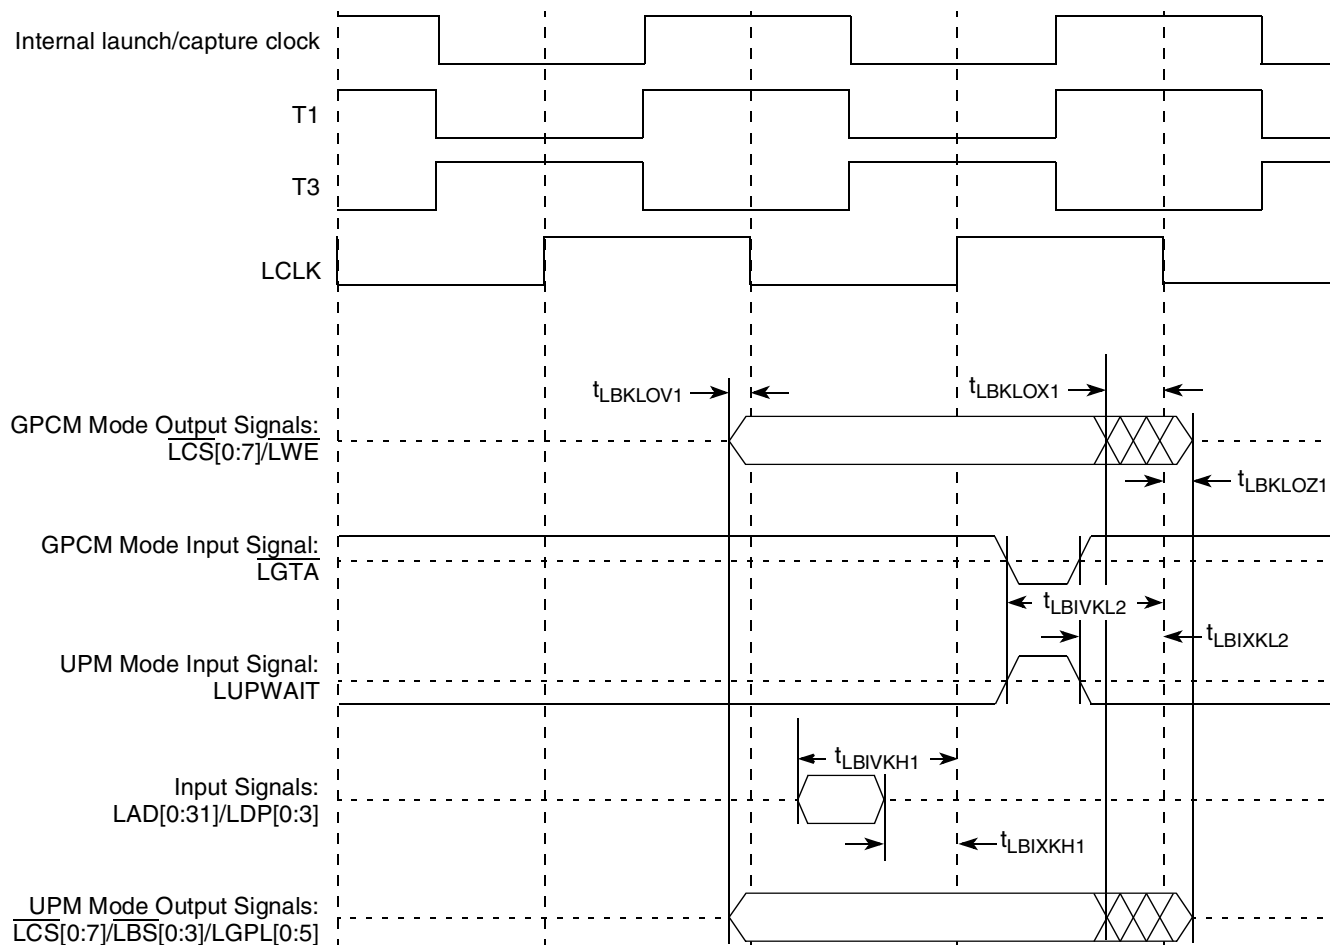 Internal launch/capture clock
T1
T3
LCLK
tLBKLOV1
tLBKLOX1
GPCM Mode Output Signals:
LCS[0:7]/LWE
tLBKLOZ1
GPCM Mode Input Signal:
LGTA
tLBIVKL2
tLBIXKL2
UPM Mode Input Signal:
LUPWAIT
tLBIVKH1
Input Signals:
LAD[0:31]/LDP[0:3]
tLBIXKH1
UPM Mode Output Signals:
LCS[0:7]/LBS[0:3]/LGPL[0:5]